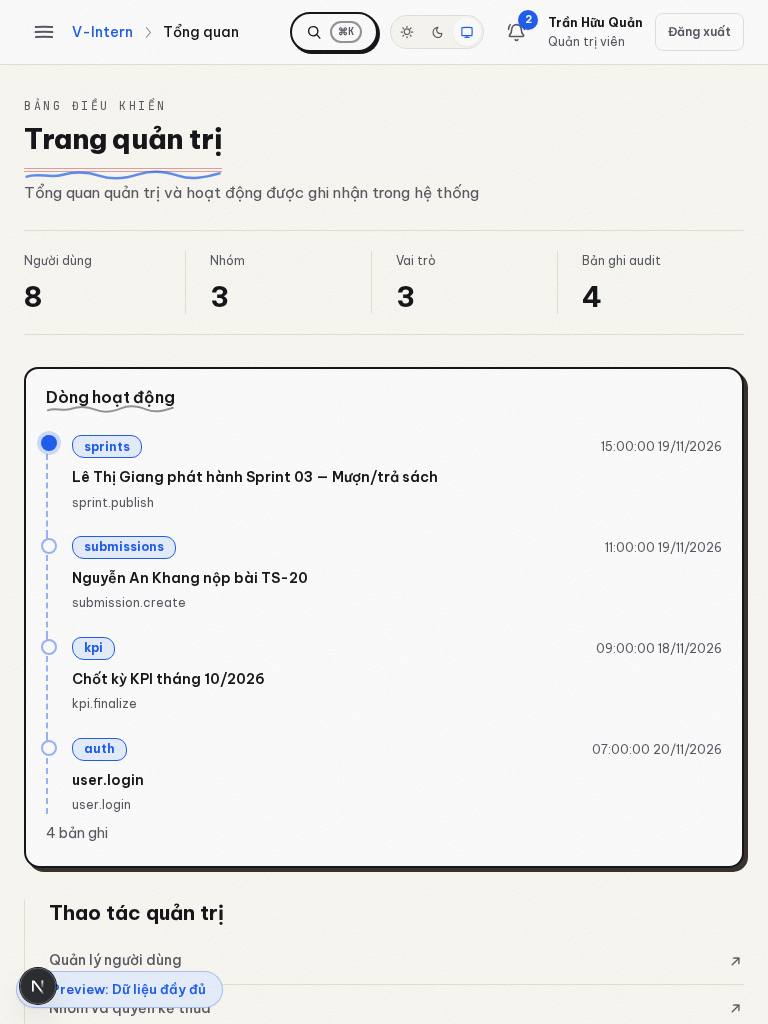 V-Intern > Tổng quan
⌘K
2
Trần Hữu Quản
Quản trị viên
Đăng xuất
BẢNG ĐIỀU KHIỂN
Trang quản trị
Tổng quan quản trị và hoạt động được ghi nhận trong hệ thống
Người dùng
8
Nhóm
3
Vai trò
3
Bản ghi audit
4
Dòng hoạt động
sprints
15:00:00 19/11/2026
Lê Thị Giang phát hành Sprint 03 — Mượn/trả sách
sprint.publish
submissions
11:00:00 19/11/2026
Nguyễn An Khang nộp bài TS-20
submission.create
kpi
09:00:00 18/11/2026
Chốt kỳ KPI tháng 10/2026
kpi.finalize
auth
07:00:00 20/11/2026
user.login
user.login
4 bản ghi
Thao tác quản trị
Quản lý người dùng
N
Preview: Dữ liệu đầy đủ
Nhóm và quyền kế thừa